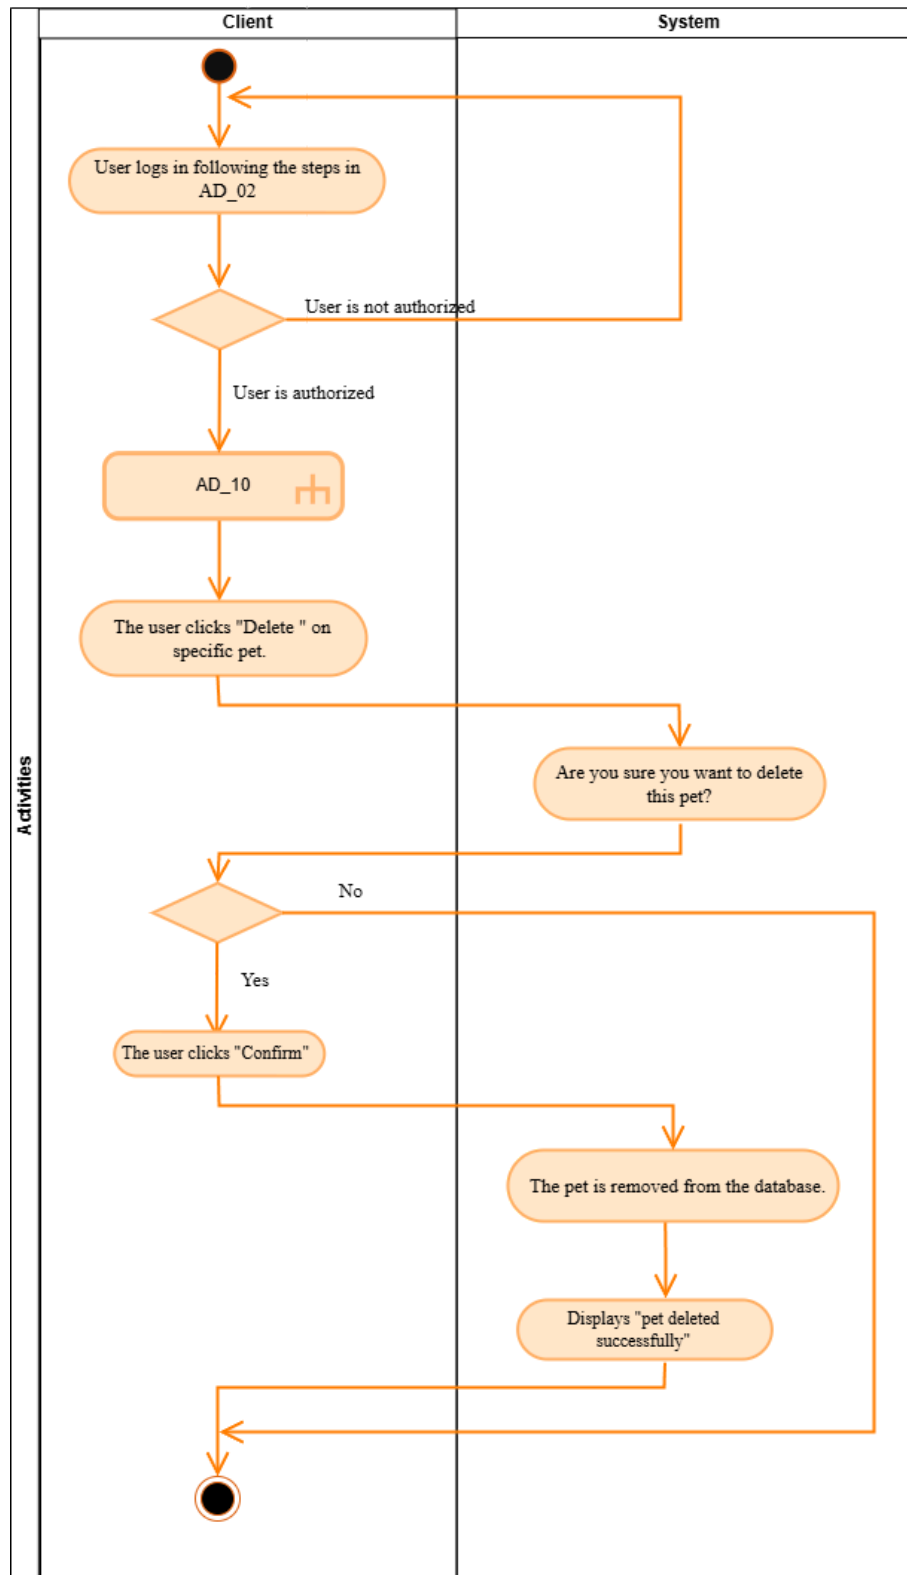 Client
System
User logs in following the steps in
AD_02
User is not authorized
User is authorized
AD_10
The user clicks "Delete " on
specific pet.
Activities
Are you sure you want to delete
this pet?
No
Yes
The user clicks "Confirm"
The pet is removed from the database.
Displays "pet deleted
successfully"